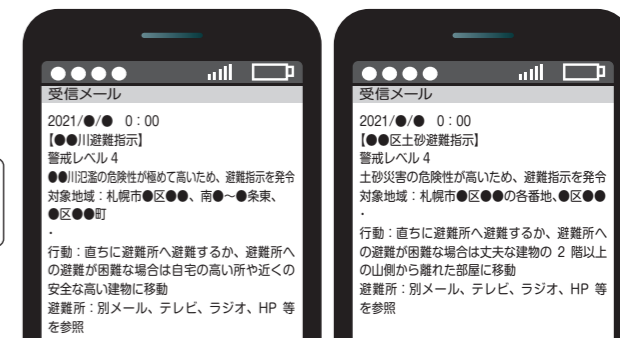 受信メール
2021/●/●　0：00
【●●川避難指示】
警戒レベル 4
●●川氾濫の危険性が極めて高いため、避難指示を発令
対象地域：札幌市●区●●、南●～●条東、
●区●●町
・
行動：直ちに避難所へ避難するか、避難所へ
の避難が困難な場合は自宅の高い所や近くの
安全な高い建物に移動
避難所：別メール、テレビ、ラジオ、HP 等
を参照
受信メール
2021/●/●　0：00
【●●区土砂避難指示】
警戒レベル 4
土砂災害の危険性が高いため、避難指示を発令
対象地域：札幌市●区●●の各番地、●区●●
・
行動：直ちに避難所へ避難するか、避難所へ
の避難が困難な場合は丈夫な建物の 2 階以上
の山側から離れた部屋に移動
避難所：別メール、テレビ、ラジオ、HP 等
を参照